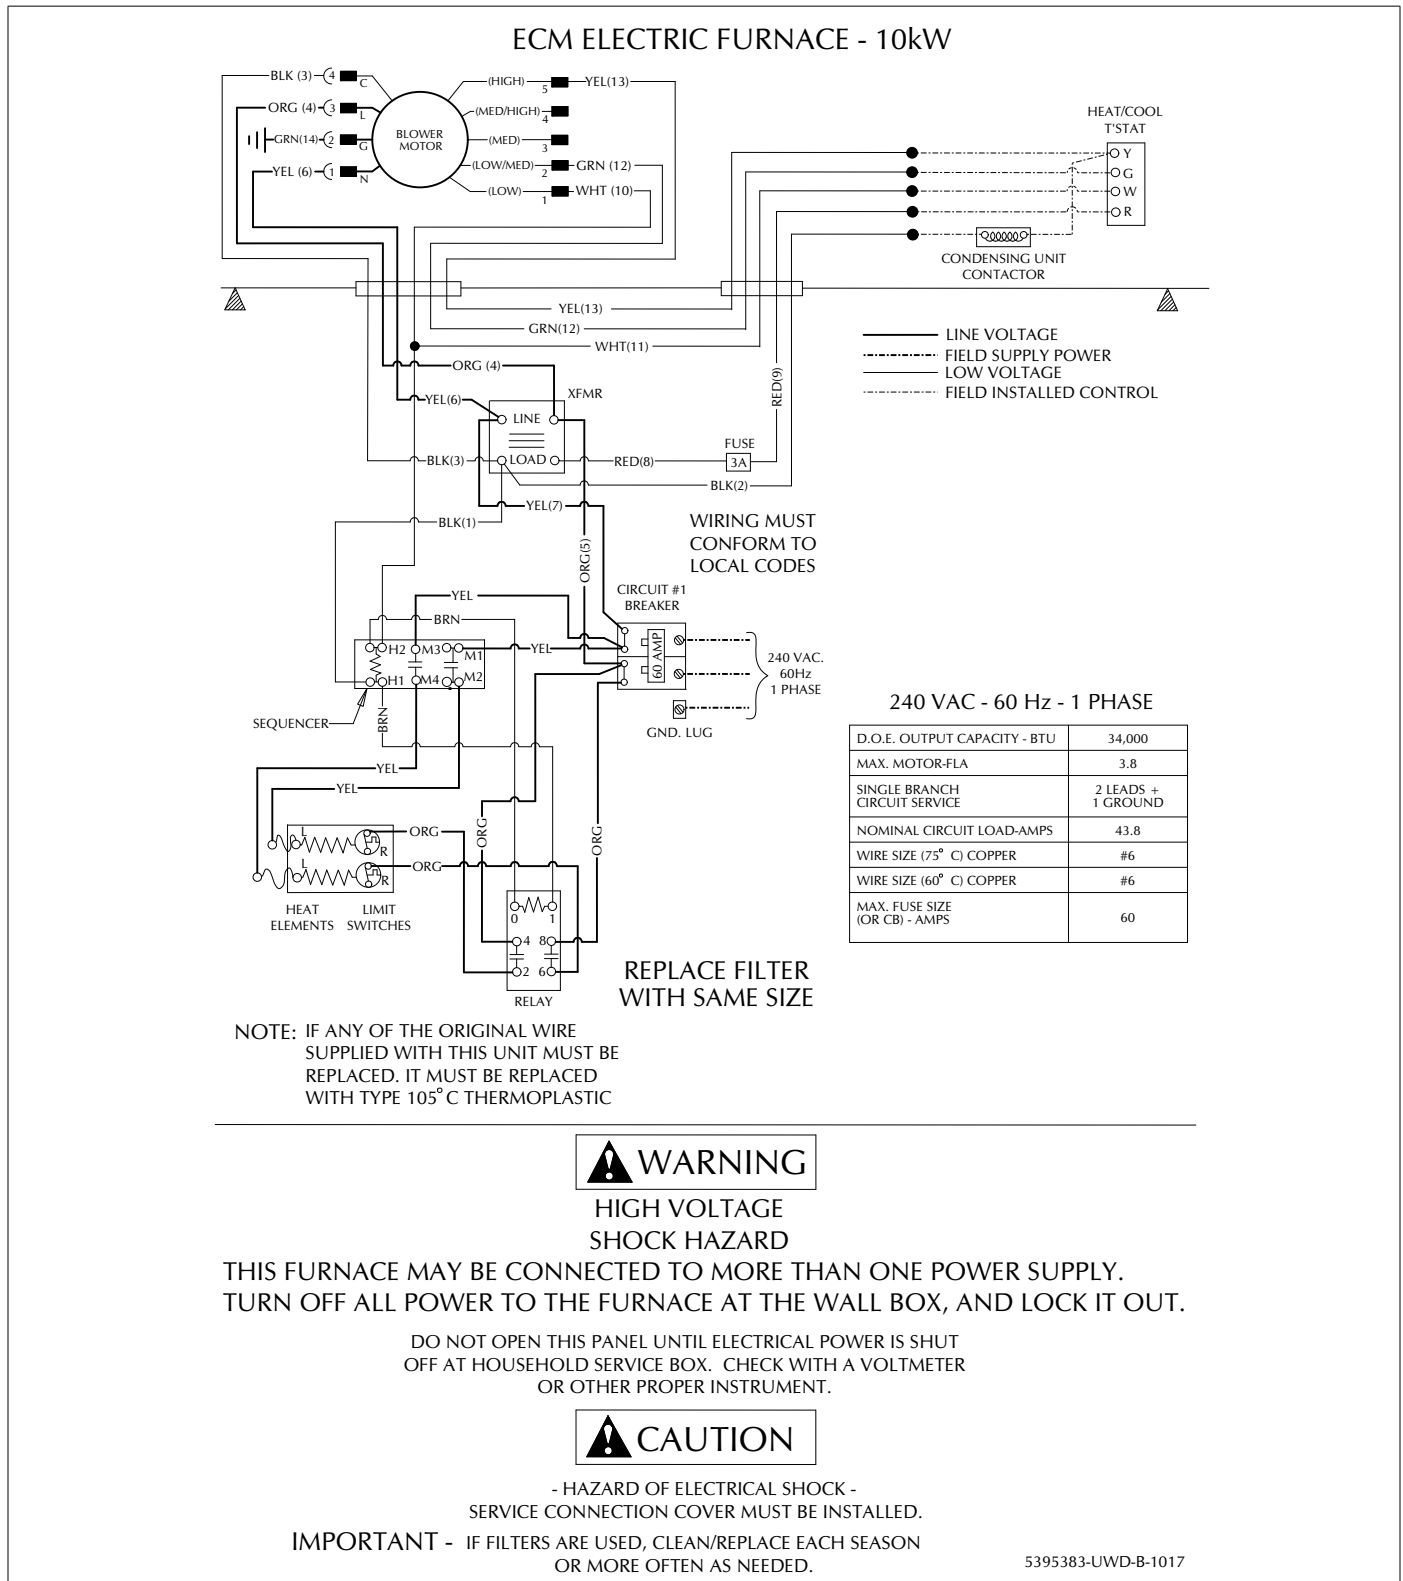 ECM ELECTRIC FURNACE - 10kW
BLK (3) 4 C
ORG (4) 3 L
GRN(14) 2 G
YEL (6) 1 N
BLOWER
MOTOR
(HIGH) 5 YEL(13)
(MED/HIGH) 4
(MED) 3
(LOW/MED) 2 GRN (12)
(LOW) 1 WHT (10)
HEAT/COOL
T'STAT
Y
G
W
R
CONDENSING UNIT
CONTACTOR
YEL(13)
GRN(12)
WHT(11)
LINE VOLTAGE
FIELD SUPPLY POWER
LOW VOLTAGE
FIELD INSTALLED CONTROL
ORG (4)
XFMR
YEL(6)
LINE
RED(9)
FUSE
BLK(3)
LOAD
RED(8)
3A
BLK(2)
YEL(7)
BLK(1)
ORG(5)
WIRING MUST
CONFORM TO
LOCAL CODES
CIRCUIT #1
BREAKER
YEL
BRN
60 AMP
H2 M3 M1
YEL
240 VAC.
60Hz
1 PHASE
H1 M4 M2
SEQUENCER
BRN
GND. LUG
YEL
YEL
240 VAC - 60 Hz - 1 PHASE
D.O.E. OUTPUT CAPACITY - BTU 34,000
MAX. MOTOR-FLA 3.8
SINGLE BRANCH
CIRCUIT SERVICE
2 LEADS +
1 GROUND
NOMINAL CIRCUIT LOAD-AMPS 43.8
WIRE SIZE (75° C) COPPER #6
WIRE SIZE (60° C) COPPER #6
MAX. FUSE SIZE
(OR CB) - AMPS
60
L R ORG
ORG
ORG
L R ORG
HEAT
ELEMENTS
LIMIT
SWITCHES
0 1
4 8
2 6
RELAY
REPLACE FILTER
WITH SAME SIZE
NOTE: IF ANY OF THE ORIGINAL WIRE
SUPPLIED WITH THIS UNIT MUST BE
REPLACED. IT MUST BE REPLACED
WITH TYPE 105° C THERMOPLASTIC
WARNING
HIGH VOLTAGE
SHOCK HAZARD
THIS FURNACE MAY BE CONNECTED TO MORE THAN ONE POWER SUPPLY.
TURN OFF ALL POWER TO THE FURNACE AT THE WALL BOX, AND LOCK IT OUT.
DO NOT OPEN THIS PANEL UNTIL ELECTRICAL POWER IS SHUT
OFF AT HOUSEHOLD SERVICE BOX. CHECK WITH A VOLTMETER
OR OTHER PROPER INSTRUMENT.
CAUTION
- HAZARD OF ELECTRICAL SHOCK -
SERVICE CONNECTION COVER MUST BE INSTALLED.
IMPORTANT - IF FILTERS ARE USED, CLEAN/REPLACE EACH SEASON
OR MORE OFTEN AS NEEDED.
5395383-UWD-B-1017